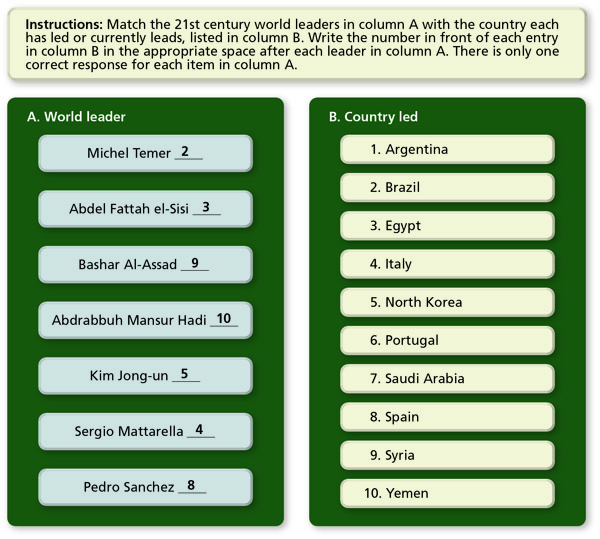 Instructions: Match the 21st century world leaders in column A with the country each
has led or currently leads, listed in column B. Write the number in front of each entry
in column B in the appropriate space after each leader in column A. There is only one
correct response for each item in column A.
A. World leader
Michel Temer 2
Abdel Fattah el-Sisi 3
Bashar Al-Assad 9
Abdrabbuh Mansur Hadi 10
Kim Jong-un 5
Sergio Mattarella 4
Pedro Sanchez 8
B. Country led
1. Argentina
2. Brazil
3. Egypt
4. Italy
5. North Korea
6. Portugal
7. Saudi Arabia
8. Spain
9. Syria
10. Yemen